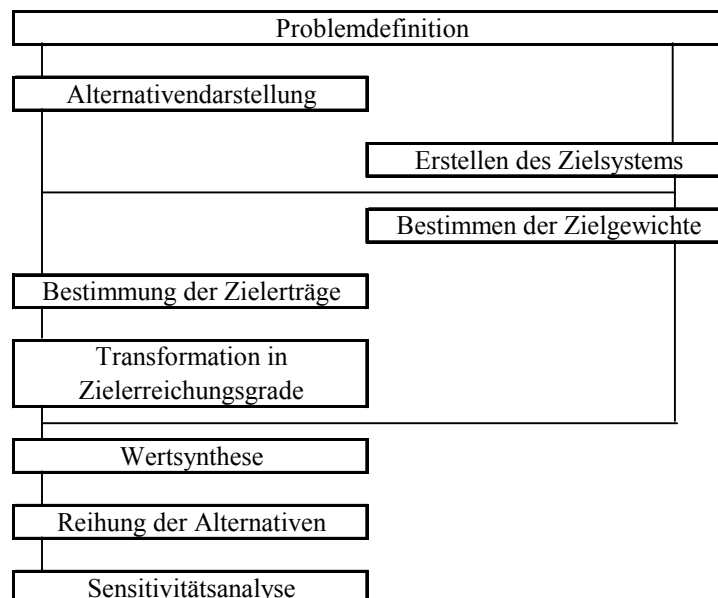 Problemdefinition
Alternativendarstellung
Erstellen des Zielsystems
Bestimmen der Zielgewichte
Bestimmung der Zielerträge
Transformation in
Zielerreichungsgrade
Wertsynthese
Reihung der Alternativen
Sensitivitätsanalyse